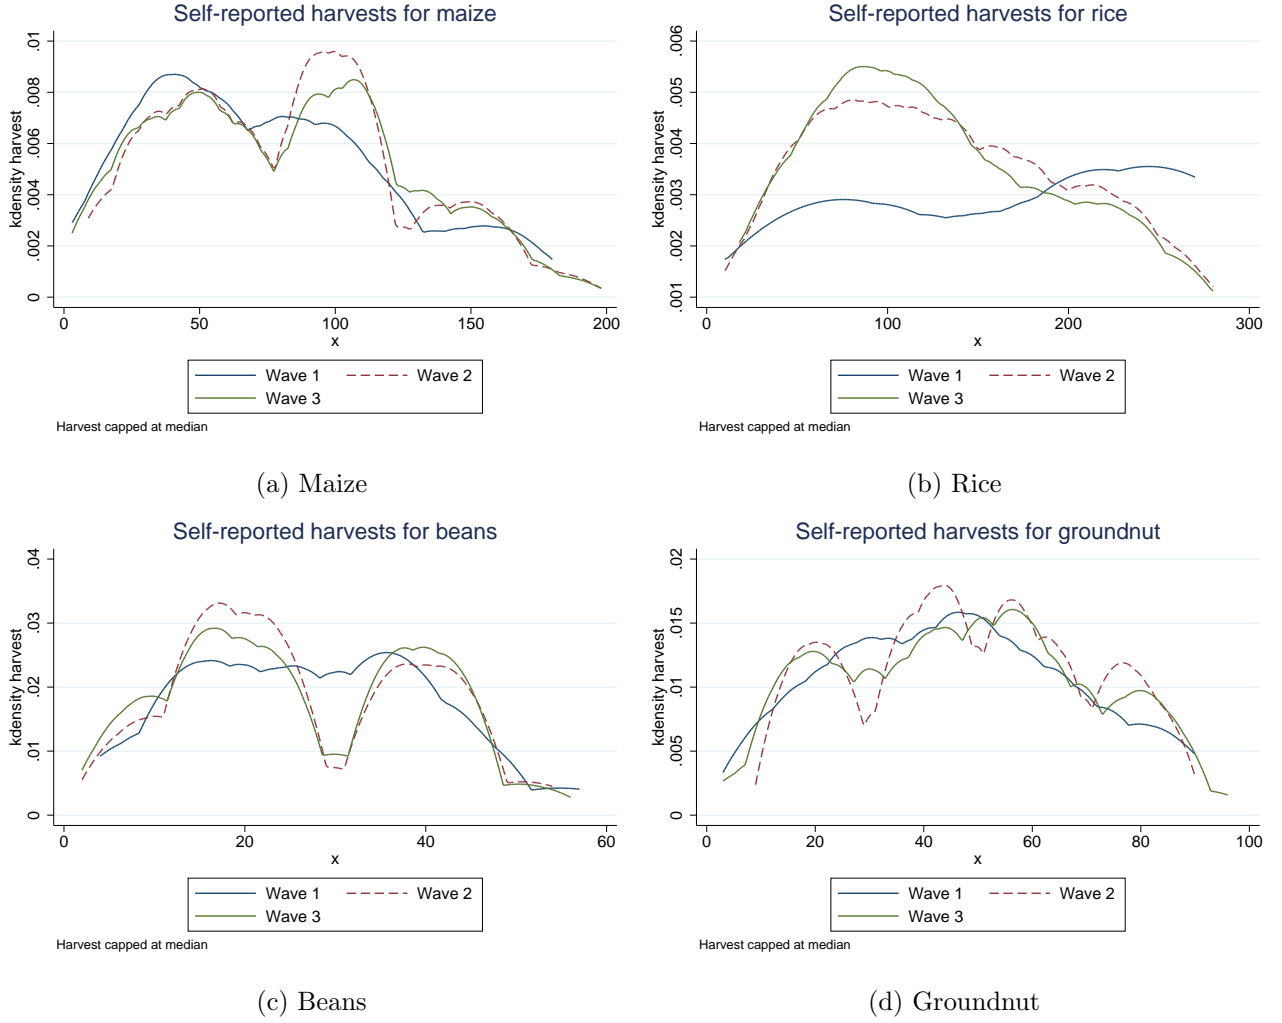 Self-reported harvests for maize
kdensity harvest
.01
.008
.006
.004
.002
0
0 50 100 150 200
x
Wave 1 Wave 2
Wave 3
Harvest capped at median
(a) Maize
Self-reported harvests for rice
kdensity harvest
.006
.005
.004
.003
.002
.001
0 100 200 300
x
Wave 1 Wave 2
Wave 3
Harvest capped at median
(b) Rice
Self-reported harvests for beans
kdensity harvest
.04
.03
.02
.01
0
0 20 40 60
x
Wave 1 Wave 2
Wave 3
Harvest capped at median
(c) Beans
Self-reported harvests for groundnut
kdensity harvest
.02
.015
.01
.005
0
0 20 40 60 80 100
x
Wave 1 Wave 2
Wave 3
Harvest capped at median
(d) Groundnut